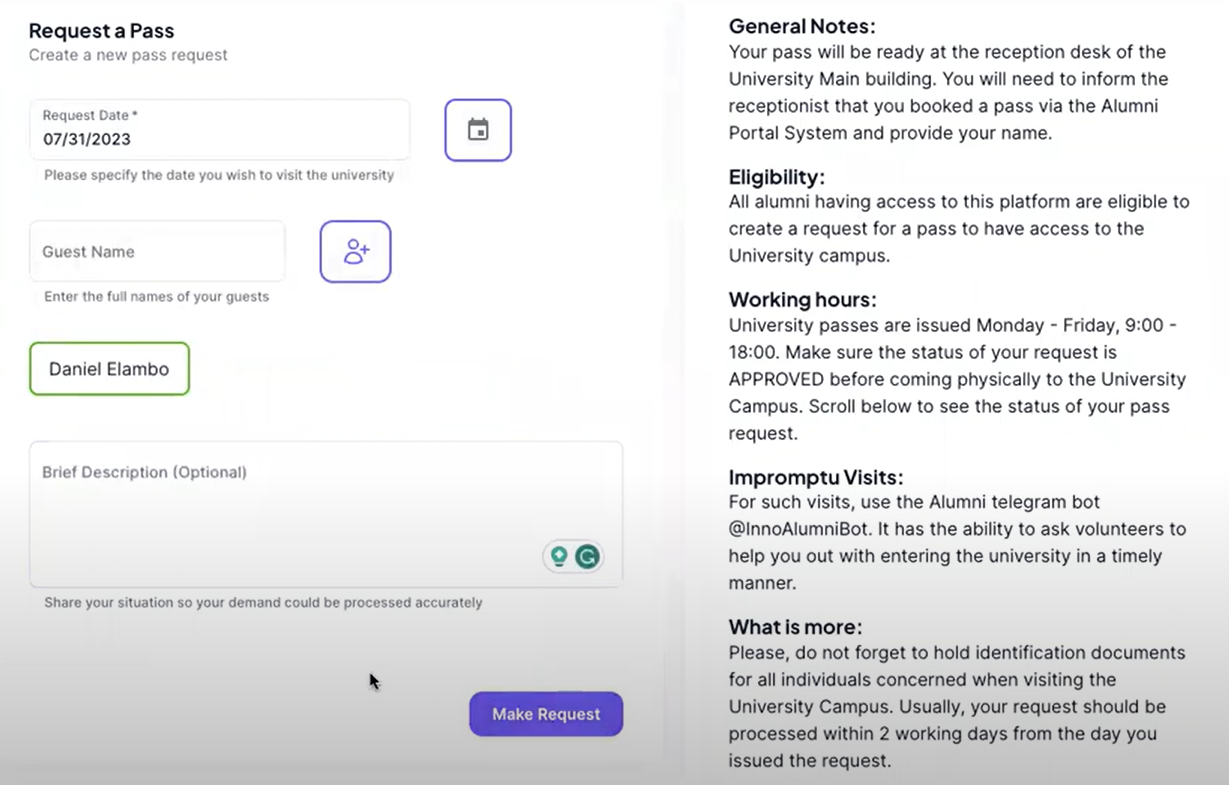 Request a Pass
Create a new pass request
Request Date *
07/31/2023
Please specify the date you wish to visit the university
Guest Name
Enter the full names of your guests
Daniel Elambo
Brief Description (Optional)
Share your situation so your demand could be processed accurately
Make Request
General Notes:
Your pass will be ready at the reception desk of the
University Main building. You will need to inform the
receptionist that you booked a pass via the Alumni
Portal System and provide your name.
Eligibility:
All alumni having access to this platform are eligible to
create a request for a pass to have access to the
University campus.
Working hours:
University passes are issued Monday - Friday, 9:00 -
18:00. Make sure the status of your request is
APPROVED before coming physically to the University
Campus. Scroll below to see the status of your pass
request.
Impromptu Visits:
For such visits, use the Alumni telegram bot
@InnoAlumniBot. It has the ability to ask volunteers to
help you out with entering the university in a timely
manner.
What is more:
Please, do not forget to hold identification documents
for all individuals concerned when visiting the
University Campus. Usually, your request should be
processed within 2 working days from the day you
issued the request.